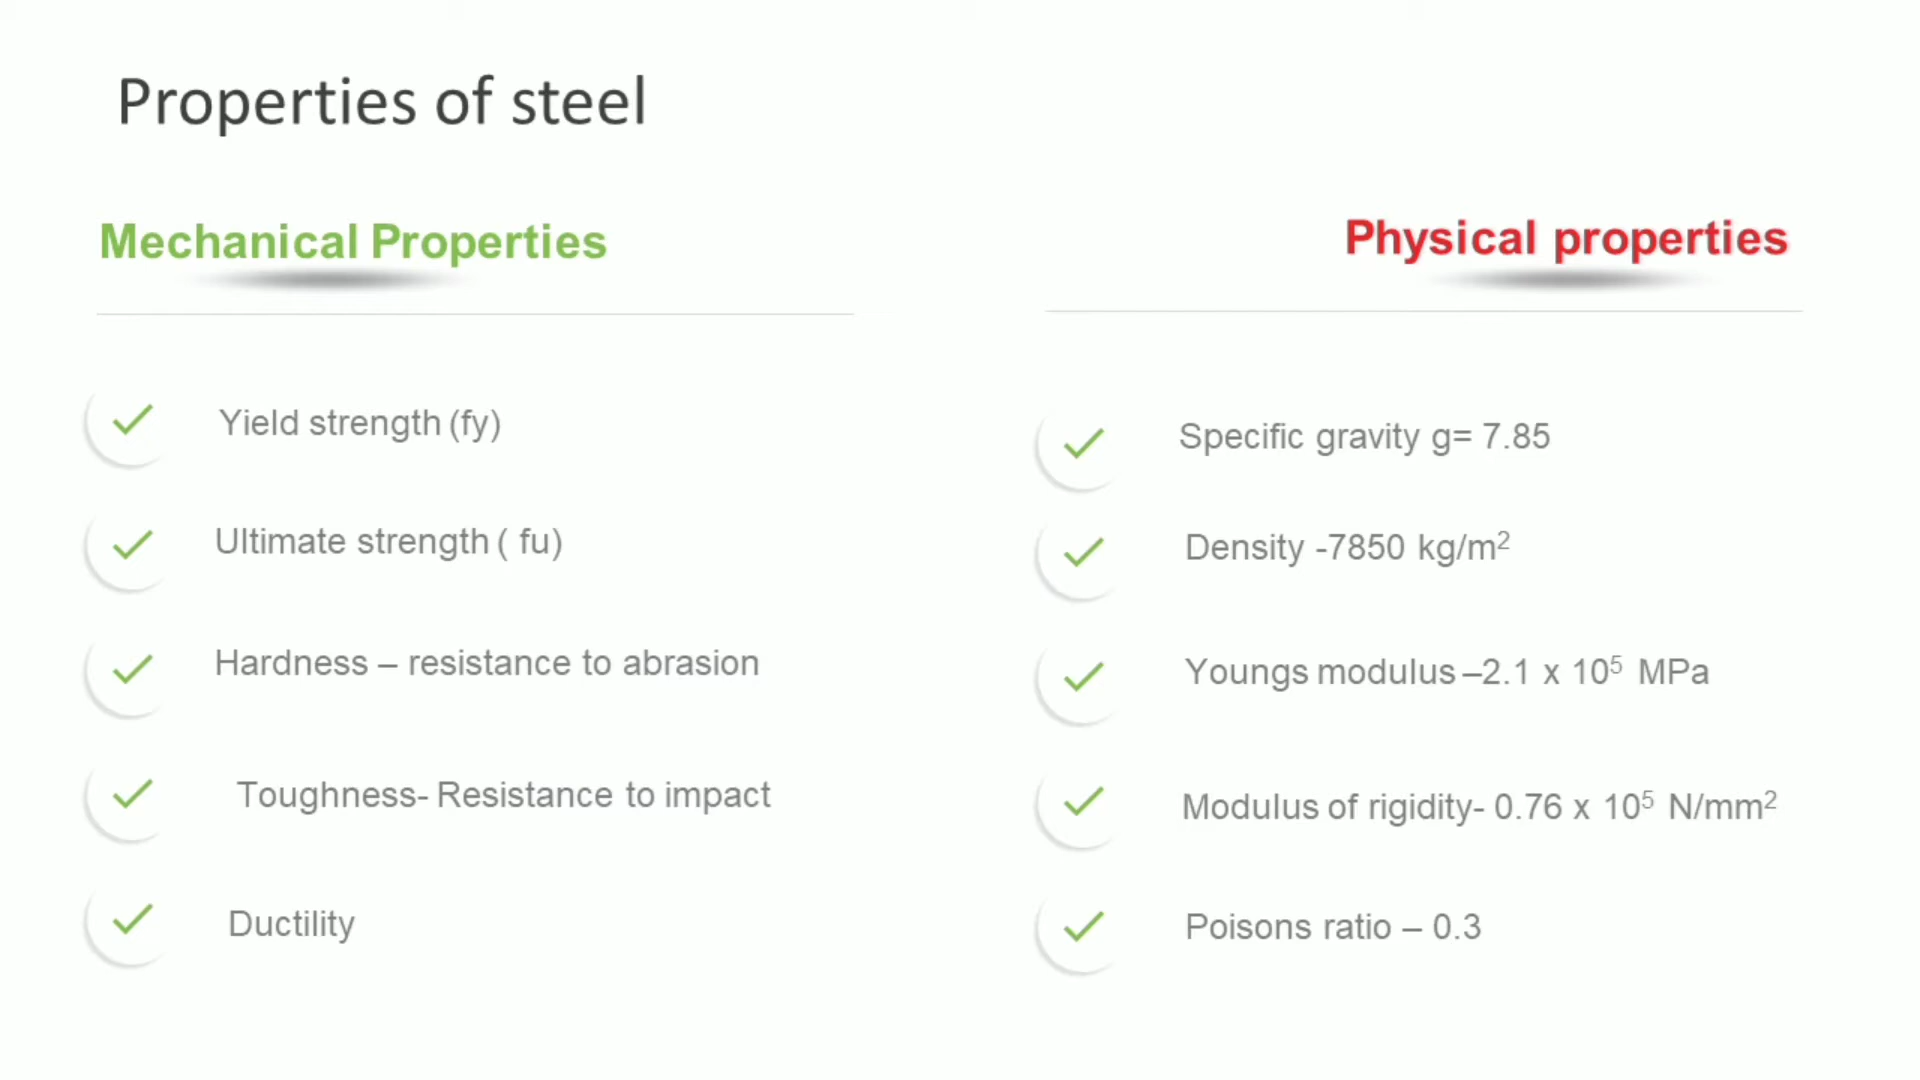 Properties of steel
Mechanical Properties
Yield strength (fy)
Ultimate strength ( fu)
Hardness – resistance to abrasion
Toughness- Resistance to impact
Ductility
Physical properties
Specific gravity g= 7.85
Density -7850 kg/m²
Youngs modulus –2.1 x 10⁵ MPa
Modulus of rigidity- 0.76 x 10⁵ N/mm²
Poisons ratio – 0.3